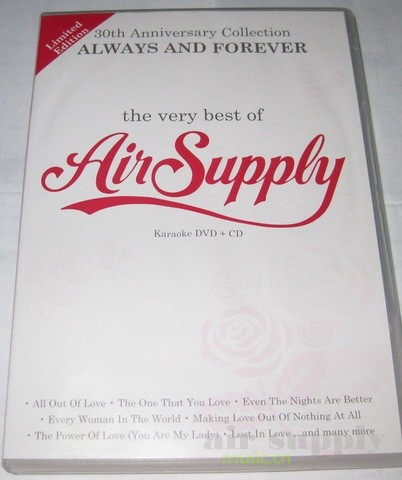 Limited
Edition
30th Anniversary Collection
ALWAYS AND FOREVER
the very best of
Air Supply
Karaoke DVD + CD
· All Out Of Love · The One That You Love · Even The Nights Are Better
· Every Woman In The World · Making Love Out Of Nothing At All
· The Power Of Love (You Are My Lady) · Lost In Love ...and many more
air supply